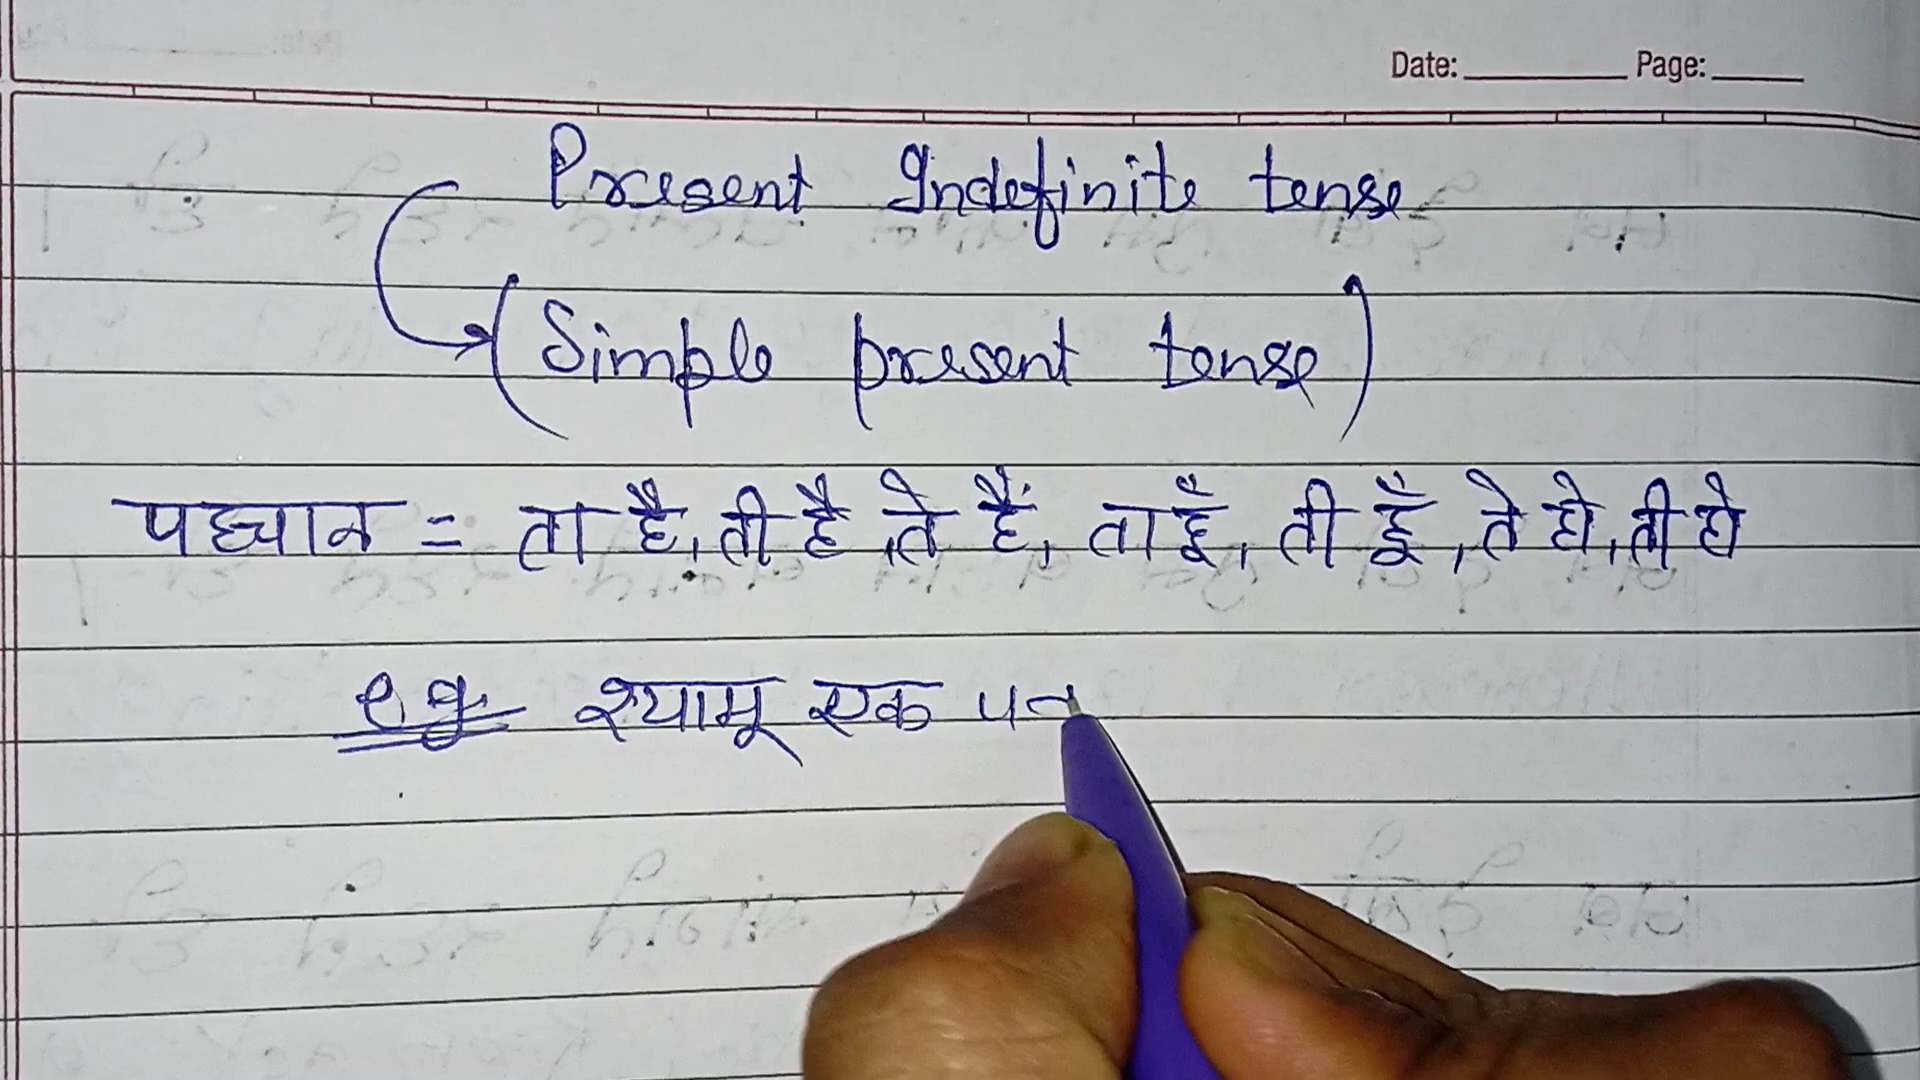 Date: Page:
Present Indefinite tense
(Simple present tense)
पहचान = ता है, ती है, ते हैं, ता हूँ, ती हूँ, ते हो, ती हो
e.g. श्यामू एक